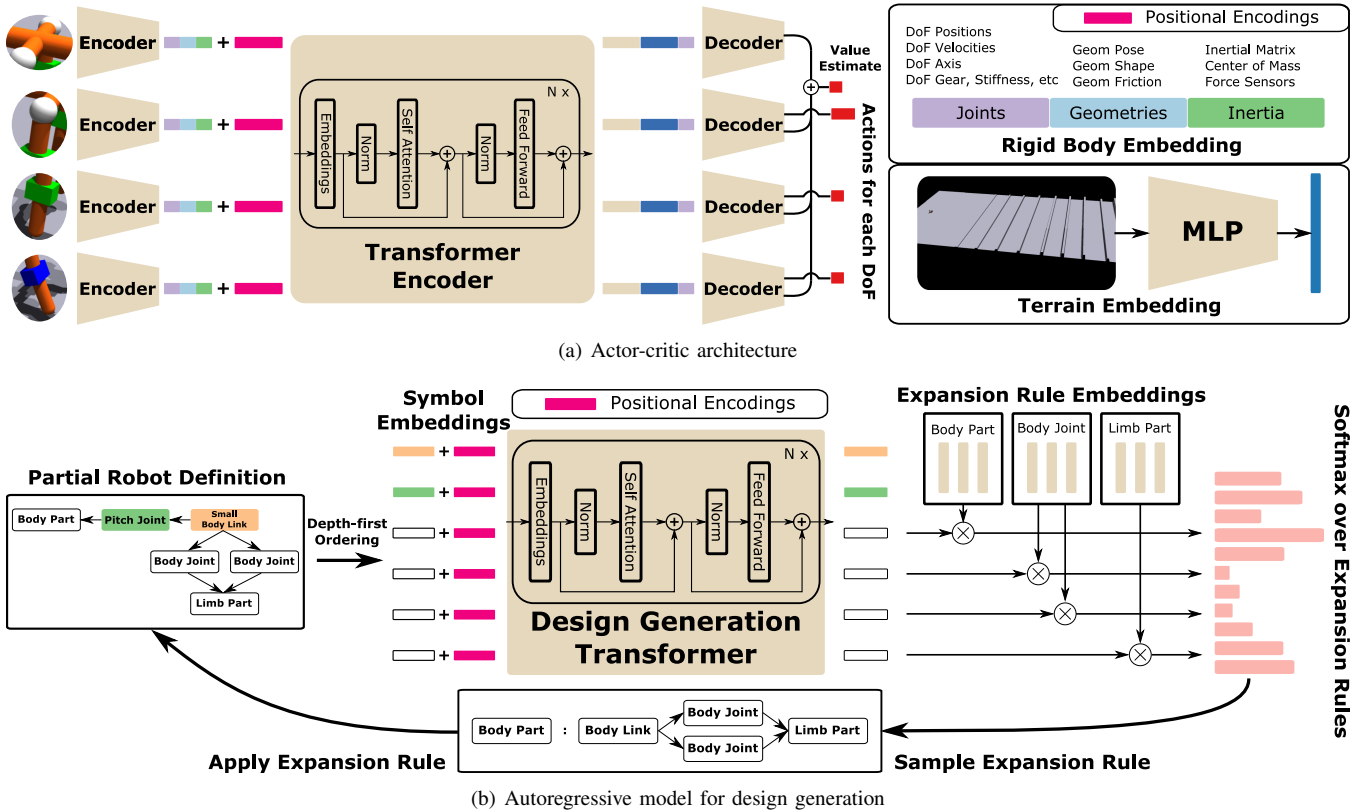 Encoder
+
Encoder
+
Encoder
+
Encoder
+
N x
Embeddings
Norm
Self Attention
+
Norm
Feed Forward
+
Transformer
Encoder
Decoder
Decoder
Decoder
Decoder
Value
Estimate
+
Actions for each DoF
Positional Encodings
DoF Positions
DoF Velocities
DoF Axis
DoF Gear, Stiffness, etc
Geom Pose
Geom Shape
Geom Friction
Inertial Matrix
Center of Mass
Force Sensors
Joints
Geometries
Inertia
Rigid Body Embedding
MLP
Terrain Embedding
(a) Actor-critic architecture
Partial Robot Definition
Body Part
Pitch Joint
Small
Body Link
Body Joint
Body Joint
Limb Part
Depth-first
Ordering
Symbol
Embeddings
+
+
+
+
+
+
Positional Encodings
N x
Embeddings
Norm
Self Attention
+
Norm
Feed Forward
+
Design Generation
Transformer
Expansion Rule Embeddings
Body Part
Body Joint
Limb Part
×
×
×
×
Softmax over Expansion Rules
Apply Expansion Rule
Body Part
:
Body Link
Body Joint
Body Joint
Limb Part
Sample Expansion Rule
(b) Autoregressive model for design generation